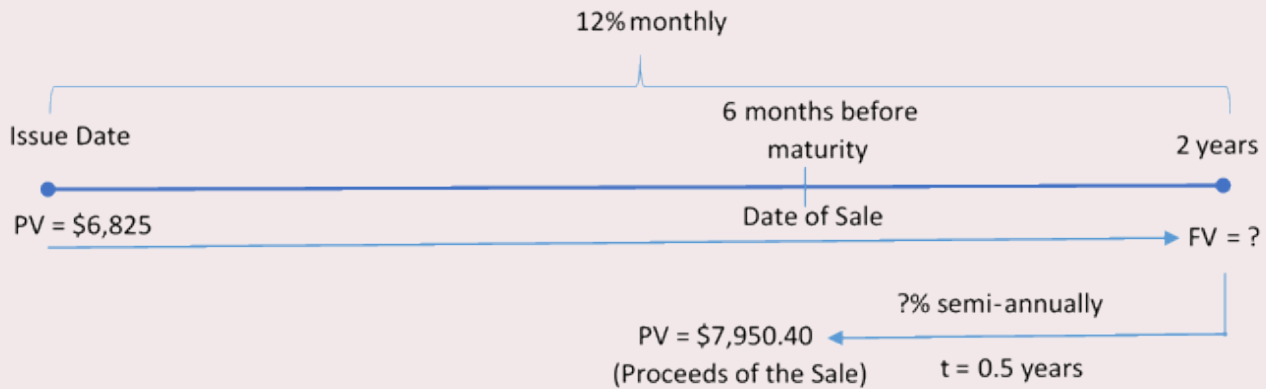 12% monthly
6 months before
maturity
Issue Date
2 years
PV = $6,825
Date of Sale
FV = ?
?% semi-annually
PV = $7,950.40
(Proceeds of the Sale)
t = 0.5 years